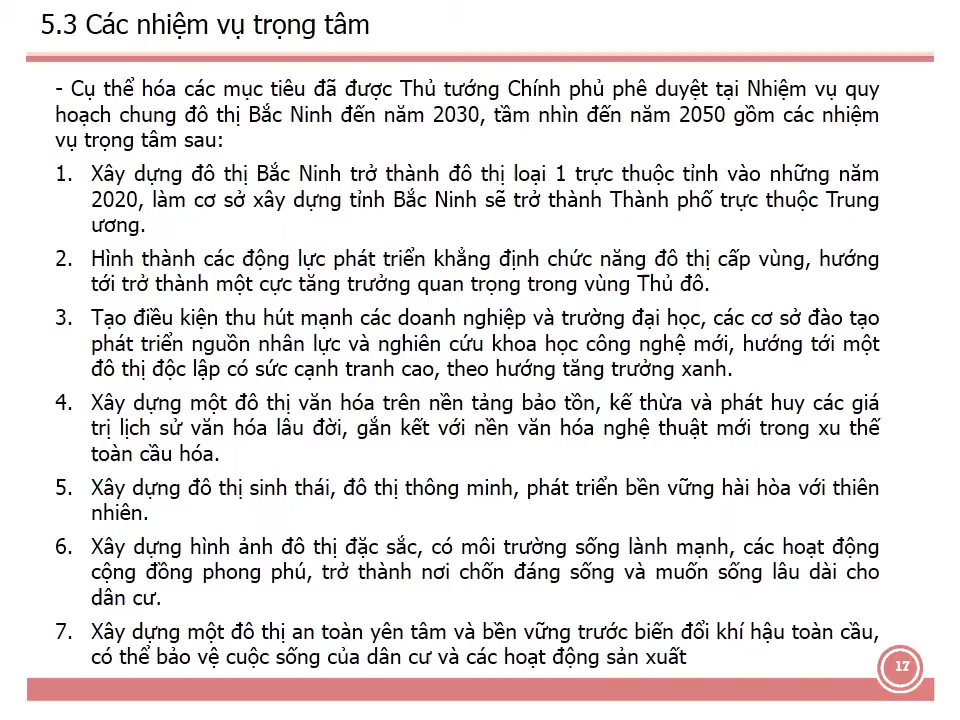 5.3 Các nhiệm vụ trọng tâm
- Cụ thể hóa các mục tiêu đã được Thủ tướng Chính phủ phê duyệt tại Nhiệm vụ quy
hoạch chung đô thị Bắc Ninh đến năm 2030, tầm nhìn đến năm 2050 gồm các nhiệm
vụ trọng tâm sau:
1. Xây dựng đô thị Bắc Ninh trở thành đô thị loại 1 trực thuộc tỉnh vào những năm
2020, làm cơ sở xây dựng tỉnh Bắc Ninh sẽ trở thành Thành phố trực thuộc Trung
ương.
2. Hình thành các động lực phát triển khẳng định chức năng đô thị cấp vùng, hướng
tới trở thành một cực tăng trưởng quan trọng trong vùng Thủ đô.
3. Tạo điều kiện thu hút mạnh các doanh nghiệp và trường đại học, các cơ sở đào tạo
phát triển nguồn nhân lực và nghiên cứu khoa học công nghệ mới, hướng tới một
đô thị độc lập có sức cạnh tranh cao, theo hướng tăng trưởng xanh.
4. Xây dựng một đô thị văn hóa trên nền tảng bảo tồn, kế thừa và phát huy các giá
trị lịch sử văn hóa lâu đời, gắn kết với nền văn hóa nghệ thuật mới trong xu thế
toàn cầu hóa.
5. Xây dựng đô thị sinh thái, đô thị thông minh, phát triển bền vững hài hòa với thiên
nhiên.
6. Xây dựng hình ảnh đô thị đặc sắc, có môi trường sống lành mạnh, các hoạt động
cộng đồng phong phú, trở thành nơi chốn đáng sống và muốn sống lâu dài cho
dân cư.
7. Xây dựng một đô thị an toàn yên tâm và bền vững trước biến đổi khí hậu toàn cầu,
có thể bảo vệ cuộc sống của dân cư và các hoạt động sản xuất
17